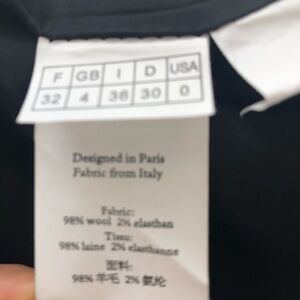 F GB I D USA
32 4 36 30 0
Designed in Paris
Fabric from Italy
Fabric:
98% wool 2% elasthan
Tissu:
98% laine 2% elasthanne
面料:
98% 羊毛 2% 氨纶